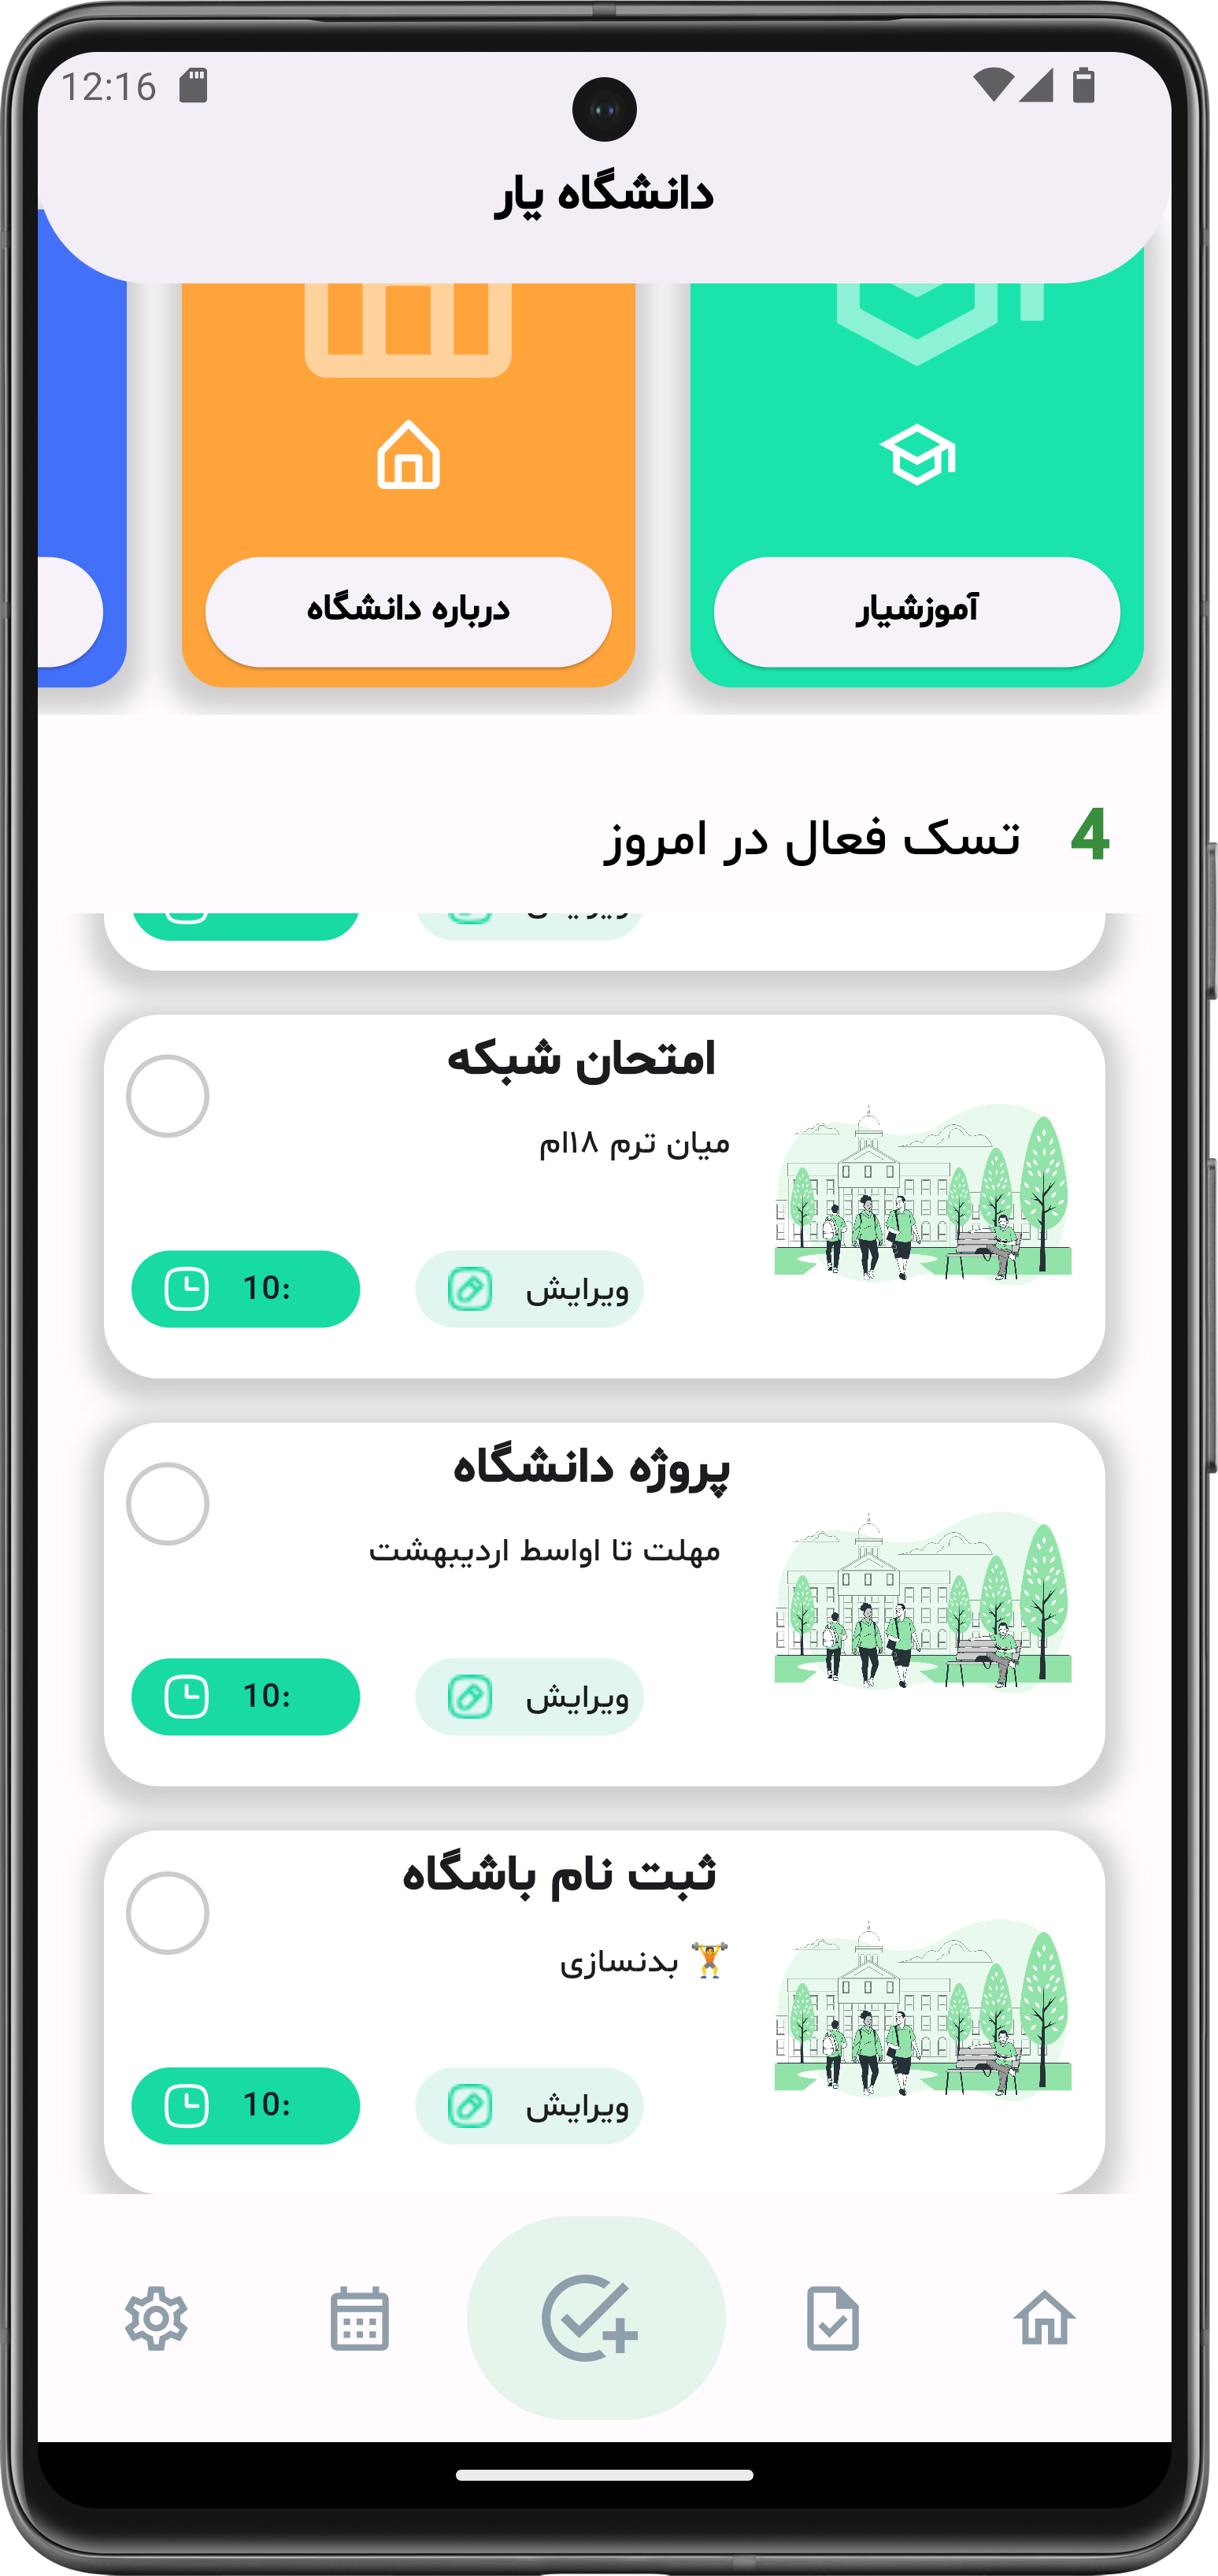 12:16
دانشگاه یار
آموزشیار
درباره دانشگاه
4 تسک فعال در امروز
ویرایش
امتحان شبکه
میان ترم ۱۸ام
ویرایش
10:
پروژه دانشگاه
مهلت تا اواسط اردیبهشت
ویرایش
10:
ثبت نام باشگاه
🏋️ بدنسازی
ویرایش
10: